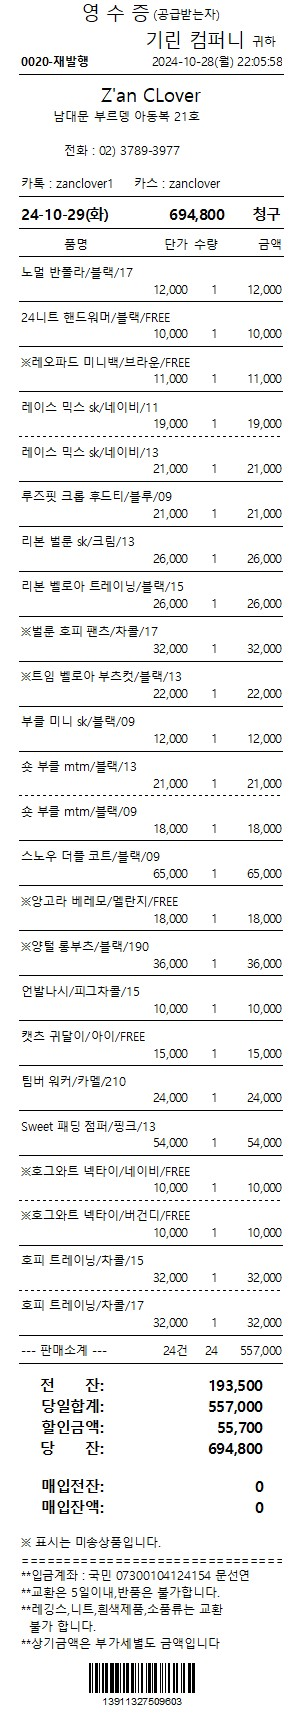 영 수 증 (공급받는자)
기린 컴퍼니 귀하
0020-재발행 2024-10-28(월) 22:05:58
Z'an CLover
남대문 부르뎅 아동복 21호
전화 : 02) 3789-3977
카톡 : zanclover1 카스 : zanclover
24-10-29(화) 694,800 청구
품명 단가 수량 금액
노멀 반폴라/블랙/17
12,000 1 12,000
24니트 핸드워머/블랙/FREE
10,000 1 10,000
※레오파드 미니백/브라운/FREE
11,000 1 11,000
레이스 믹스 sk/네이비/11
19,000 1 19,000
레이스 믹스 sk/네이비/13
21,000 1 21,000
루즈핏 크롭 후드티/블루/09
21,000 1 21,000
리본 벌룬 sk/크림/13
26,000 1 26,000
리본 벨로아 트레이닝/블랙/15
26,000 1 26,000
※벌룬 호피 팬츠/차콜/17
32,000 1 32,000
※트임 벨로아 부츠컷/블랙/13
22,000 1 22,000
부클 미니 sk/블랙/09
12,000 1 12,000
숏 부클 mtm/블랙/13
21,000 1 21,000
숏 부클 mtm/블랙/09
18,000 1 18,000
스노우 더플 코트/블랙/09
65,000 1 65,000
※앙고라 베레모/멜란지/FREE
18,000 1 18,000
※양털 롱부츠/블랙/190
36,000 1 36,000
언발나시/피그차콜/15
10,000 1 10,000
캣츠 귀달이/아이/FREE
15,000 1 15,000
팀버 워커/카멜/210
24,000 1 24,000
Sweet 패딩 점퍼/핑크/13
54,000 1 54,000
※호그와트 넥타이/네이비/FREE
10,000 1 10,000
※호그와트 넥타이/버건디/FREE
10,000 1 10,000
호피 트레이닝/차콜/15
32,000 1 32,000
호피 트레이닝/차콜/17
32,000 1 32,000
--- 판매소계 --- 24건 24 557,000
전 잔: 193,500
당일합계: 557,000
할인금액: 55,700
당 잔: 694,800
매입전잔: 0
매입잔액: 0
※ 표시는 미송상품입니다.
==============================
**입금계좌 : 국민 07300104124154 문선연
**교환은 5일이내,반품은 불가합니다.
**레깅스,니트,흰색제품,소품류는 교환
불가 합니다.
**상기금액은 부가세별도 금액입니다
13911327509603